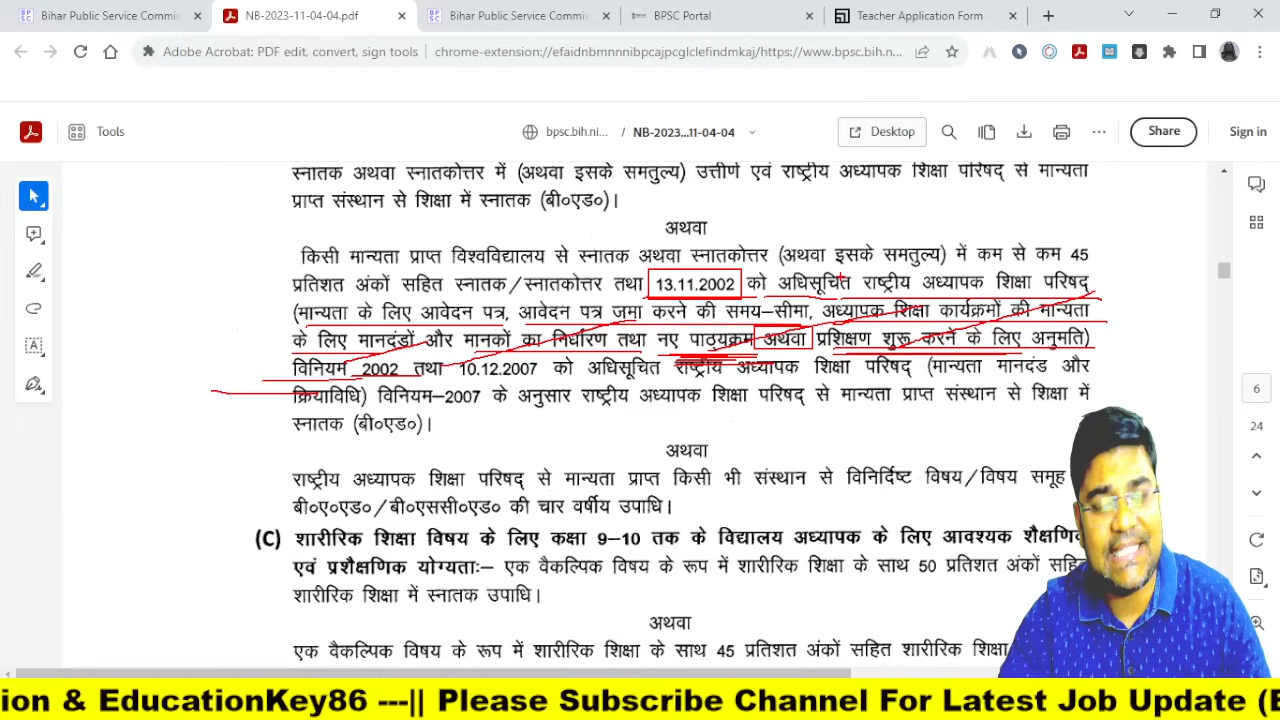 Bihar Public Service Commis
NB-2023-11-04-04.pdf
Bihar Public Service Commis
BPSC Portal
Teacher Application Form
Adobe Acrobat: PDF edit, convert, sign tools
chrome-extension://efaidnbmnnnibpcajpcglclefindmkaj/https://www.bpsc.bih.n...
Tools
bpsc.bih.ni... / NB-2023...11-04-04
Desktop
Share
Sign in
स्नातक अथवा स्नातकोत्तर में (अथवा इसके समतुल्य) उत्तीर्ण एवं राष्ट्रीय अध्यापक शिक्षा परिषद् से मान्यता
प्राप्त संस्थान से शिक्षा में स्नातक (बी०एड०)।
अथवा
किसी मान्यता प्राप्त विश्वविद्यालय से स्नातक अथवा स्नातकोत्तर (अथवा इसके समतुल्य) में कम से कम 45
प्रतिशत अंकों सहित स्नातक/स्नातकोत्तर तथा 13.11.2002 को अधिसूचित राष्ट्रीय अध्यापक शिक्षा परिषद्
(मान्यता के लिए आवेदन पत्र, आवेदन पत्र जमा करने की समय-सीमा, अध्यापक शिक्षा कार्यक्रमों की मान्यता
के लिए मानदंडों और मानकों का निर्धारण तथा नए पाठ्यक्रम अथवा प्रशिक्षण शुरू करने के लिए अनुमति)
विनियम 2002 तथा 10.12.2007 को अधिसूचित राष्ट्रीय अध्यापक शिक्षा परिषद् (मान्यता मानदंड और
क्रियाविधि) विनियम-2007 के अनुसार राष्ट्रीय अध्यापक शिक्षा परिषद् से मान्यता प्राप्त संस्थान से शिक्षा में
स्नातक (बी०एड०)।
अथवा
राष्ट्रीय अध्यापक शिक्षा परिषद् से मान्यता प्राप्त किसी भी संस्थान से विनिर्दिष्ट विषय/विषय समूह
बी०ए०एड०/बी०एससी०एड० की चार वर्षीय उपाधि।
(C) शारीरिक शिक्षा विषय के लिए कक्षा 9-10 तक के विद्यालय अध्यापक के लिए आवश्यक शैक्षणिक
एवं प्रशैक्षणिक योग्यताः- एक वैकल्पिक विषय के रूप में शारीरिक शिक्षा के साथ 50 प्रतिशत अंकों सहित
शारीरिक शिक्षा में स्नातक उपाधि।
अथवा
एक वैकल्पिक विषय के रूप में शारीरिक शिक्षा के साथ 45 प्रतिशत अंकों सहित शारीरिक शिक्षा
6
24
ion & EducationKey86 ---|| Please Subscribe Channel For Latest Job Update (